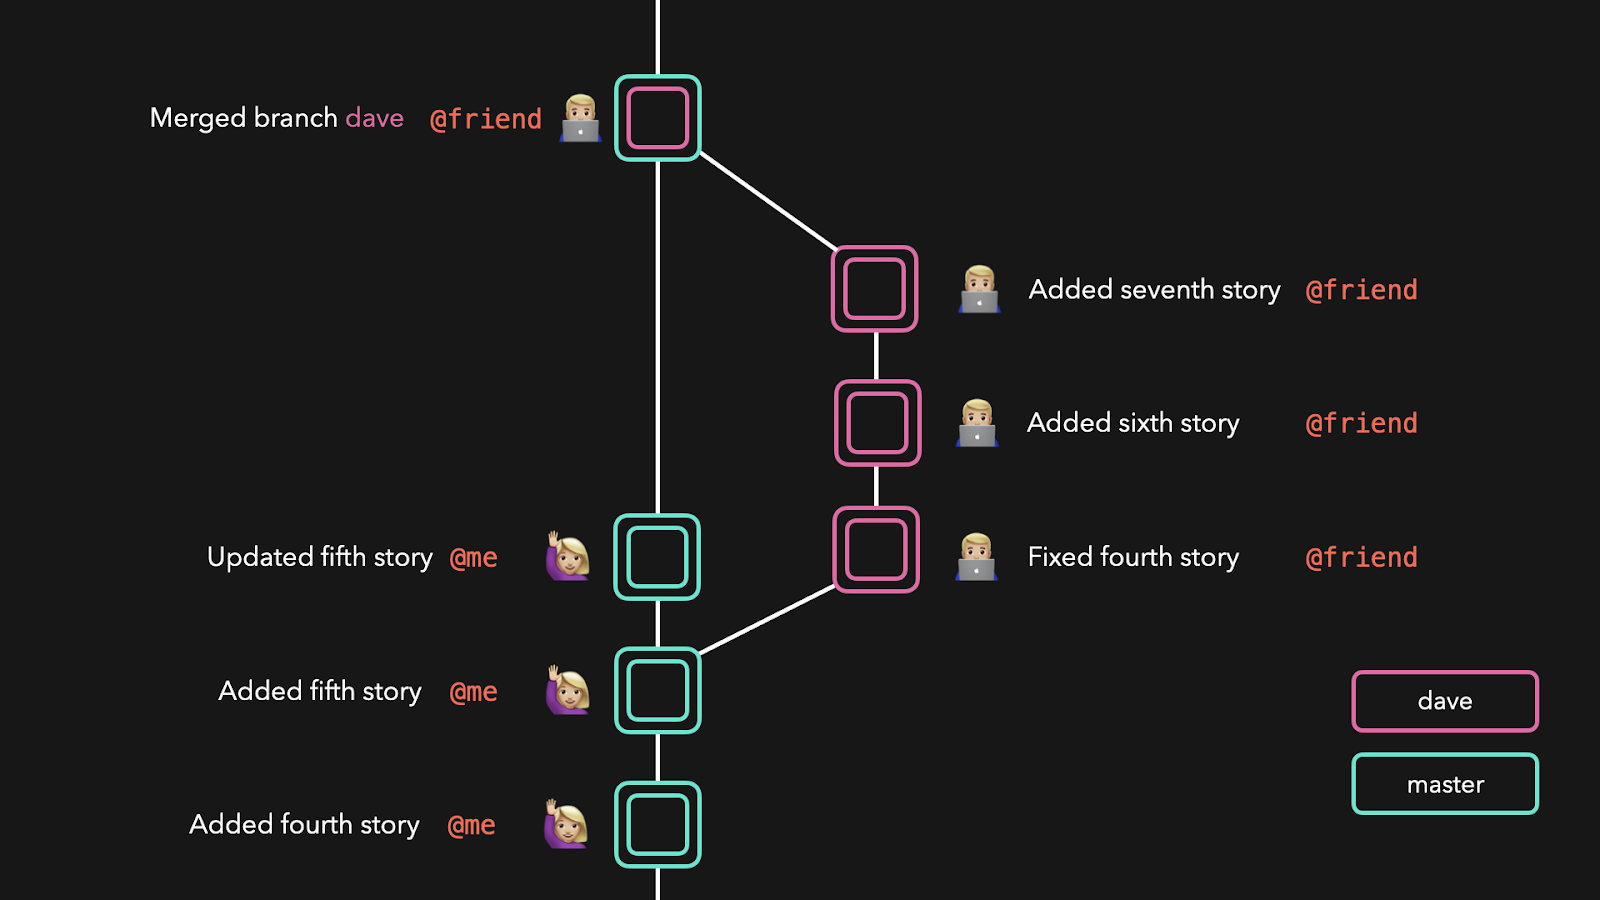 Merged branch dave @friend
Added seventh story @friend
Added sixth story @friend
Updated fifth story @me
Fixed fourth story @friend
Added fifth story @me
dave
master
Added fourth story @me